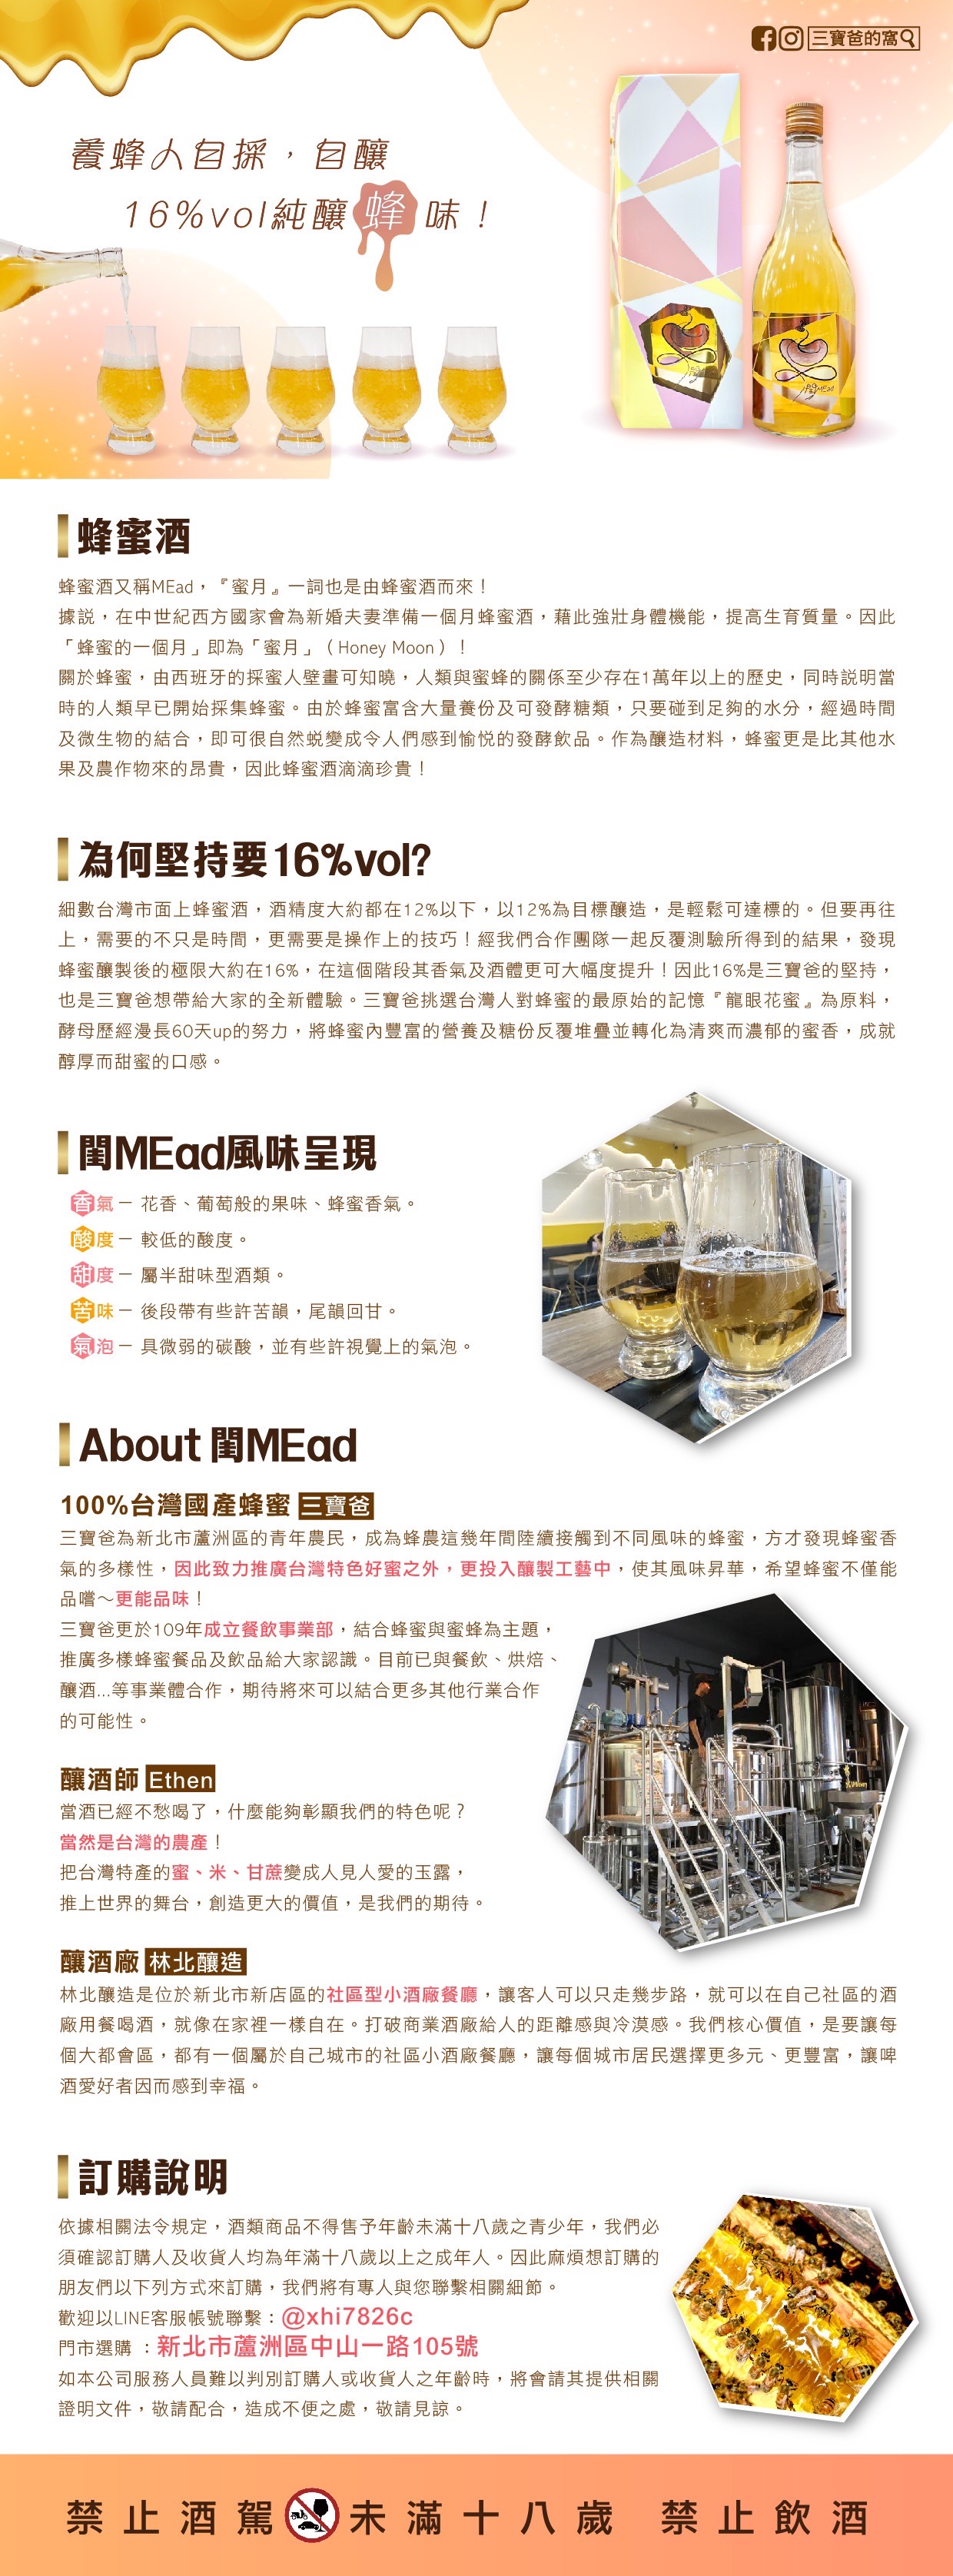 三寶爸的窩
養蜂人自採，自釀
16%vol純釀蜂味！
蜂蜜酒
蜂蜜酒又稱MEad，『蜜月』一詞也是由蜂蜜酒而來！
據説，在中世紀西方國家會為新婚夫妻準備一個月蜂蜜酒，藉此強壯身體機能，提高生育質量。因此
「蜂蜜的一個月」即為「蜜月」（Honey Moon）！
關於蜂蜜，由西班牙的採蜜人壁畫可知曉，人類與蜜蜂的關係至少存在1萬年以上的歷史，同時説明當
時的人類早已開始採集蜂蜜。由於蜂蜜富含大量養份及可發酵糖類，只要碰到足夠的水分，經過時間
及微生物的結合，即可很自然蛻變成令人們感到愉悦的發酵飲品。作為釀造材料，蜂蜜更是比其他水
果及農作物來的昂貴，因此蜂蜜酒滴滴珍貴！
為何堅持要16%vol?
細數台灣市面上蜂蜜酒，酒精度大約都在12%以下，以12%為目標釀造，是輕鬆可達標的。但要再往
上，需要的不只是時間，更需要是操作上的技巧！經我們合作團隊一起反覆測驗所得到的結果，發現
蜂蜜釀製後的極限大約在16%，在這個階段其香氣及酒體更可大幅度提升！因此16%是三寶爸的堅持，
也是三寶爸想帶給大家的全新體驗。三寶爸挑選台灣人對蜂蜜的最原始的記憶『龍眼花蜜』為原料，
酵母歷經漫長60天up的努力，將蜂蜜內豐富的營養及糖份反覆堆疊並轉化為清爽而濃郁的蜜香，成就
醇厚而甜蜜的口感。
閨MEad風味呈現
香氣－ 花香、葡萄般的果味、蜂蜜香氣。
酸度－ 較低的酸度。
甜度－ 屬半甜味型酒類。
苦味－ 後段帶有些許苦韻，尾韻回甘。
氣泡－ 具微弱的碳酸，並有些許視覺上的氣泡。
About 閨MEad
100%台灣國產蜂蜜 三寶爸
三寶爸為新北市蘆洲區的青年農民，成為蜂農這幾年間陸續接觸到不同風味的蜂蜜，方才發現蜂蜜香
氣的多樣性，因此致力推廣台灣特色好蜜之外，更投入釀製工藝中，使其風味昇華，希望蜂蜜不僅能
品嚐～更能品味！
三寶爸更於109年成立餐飲事業部，結合蜂蜜與蜜蜂為主題，
推廣多樣蜂蜜餐品及飲品給大家認識。目前已與餐飲、烘焙、
釀酒...等事業體合作，期待將來可以結合更多其他行業合作
的可能性。
釀酒師 Ethen
當酒已經不愁喝了，什麼能夠彰顯我們的特色呢？
當然是台灣的農產！
把台灣特產的蜜、米、甘蔗變成人見人愛的玉露，
推上世界的舞台，創造更大的價值，是我們的期待。
釀酒廠 林北釀造
林北釀造是位於新北市新店區的社區型小酒廠餐廳，讓客人可以只走幾步路，就可以在自己社區的酒
廠用餐喝酒，就像在家裡一樣自在。打破商業酒廠給人的距離感與冷漠感。我們核心價值，是要讓每
個大都會區，都有一個屬於自己城市的社區小酒廠餐廳，讓每個城市居民選擇更多元、更豐富，讓啤
酒愛好者因而感到幸福。
訂購說明
依據相關法令規定，酒類商品不得售予年齡未滿十八歲之青少年，我們必
須確認訂購人及收貨人均為年滿十八歲以上之成年人。因此麻煩想訂購的
朋友們以下列方式來訂購，我們將有專人與您聯繫相關細節。
歡迎以LINE客服帳號聯繫：@xhi7826c
門市選購 ：新北市蘆洲區中山一路105號
如本公司服務人員難以判別訂購人或收貨人之年齡時，將會請其提供相關
證明文件，敬請配合，造成不便之處，敬請見諒。
禁止酒駕 未滿十八歲 禁止飲酒